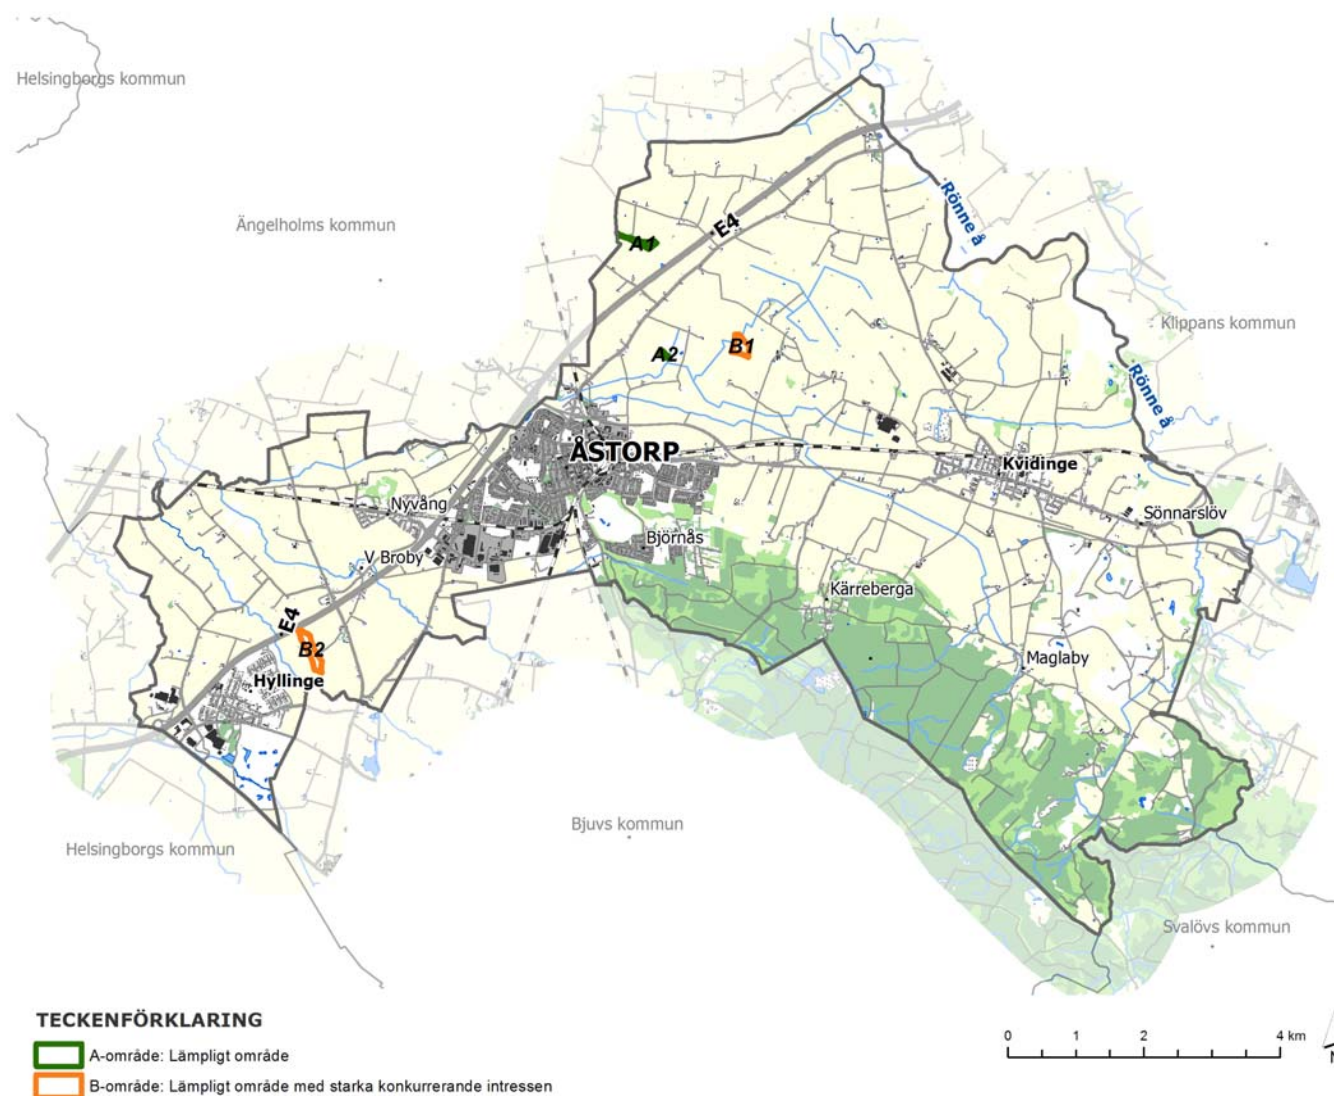 Helsingborgs kommun
Ängelholms kommun
Rönne å
E4
A1
Klippans kommun
B1
A2
Rönne å
ÅSTORP
Kvidinge
Nyvång
Sönnarslöv
Björnås
V Broby
Kärreberga
E4
B2
Maglaby
Hyllinge
Bjuvs kommun
Helsingborgs kommun
Svalövs kommun
TECKENFÖRKLARING
A-område: Lämpligt område
B-område: Lämpligt område med starka konkurrerande intressen
0 1 2 4 km
N